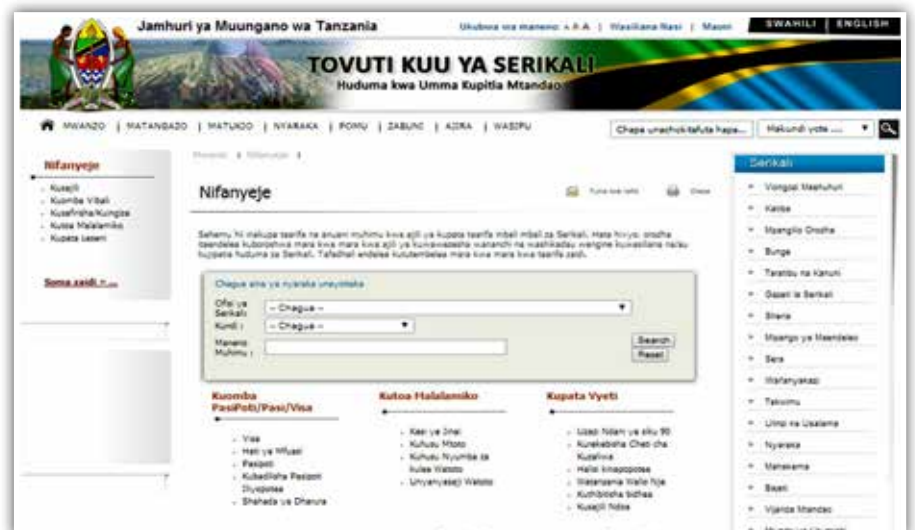 Jamhuri ya Muungano wa Tanzania
Ukubwa wa maneno: A A A | Wasiliana Nasi | Maoni
SWAHILI | ENGLISH
TOVUTI KUU YA SERIKALI
Huduma kwa Umma Kupitia Mtandao
MWANZO | MATANGAZO | MATUKIO | NYARAKA | FOMU | ZABUNI | AJIRA | WASIFU
Chapa unachokitafuta hapa...
Makundi yote ....
Nifanyeje
Kusajili
Kuomba Vibali
Kusafirisha/Kuingiza
Kutoa Malalamiko
Kupata Leseni
Soma zaidi
Mwanzo
Nifanyeje
Nifanyeje
Chapa
Sehemu hii inakupa taarifa na anuani muhimu kwa ajili ya kupata taarifa mbali mbali za Serikali. Hata hivyo, orodha
itaendelea kuboreshwa mara kwa mara kwa ajili ya kuwawezesha wananchi na washikadau wengine kuwasiliana na/au
kupata huduma za Serikali. Tafadhali endelea kututembelea mara kwa mara kwa taarifa zaidi.
Chagua aina ya nyaraka unayotaka
Ofisi ya
Serikali:
-- Chagua --
Kundi :
-- Chagua --
Maneno
Muhimu :
Search
Reset
Kuomba
PasiPoti/Pasi/Visa
Visa
Hati ya Mfuasi
Pasipoti
Kubadilisha Pasipoti
Iliyopotea
Shahada ya Dharura
Kutoa Malalamiko
Kesi ya Jinai
Kuhusu Mtoto
Kuhusu Nyumba za
kulea Watoto
Unyanyasaji Watoto
Kupata Vyeti
Uzazi Ndani ya siku 90
Kurekebisha Cheti cha
Kuzaliwa
Halisi kinapopotea
Watanzania Walio Nje
Kuthibitisha bidhaa
Kusajili Ndoa
Serikali
Viongozi Mashuhuri
Katiba
Mpangilio Orodha
Bunge
Taratibu na Kanuni
Gazeti la Serikali
Sheria
Mipango ya Maendeleo
Sera
Wafanyakazi
Takwimu
Ulinzi na Usalama
Nyaraka
Mahakama
Bajeti
Vijarida Mtandao